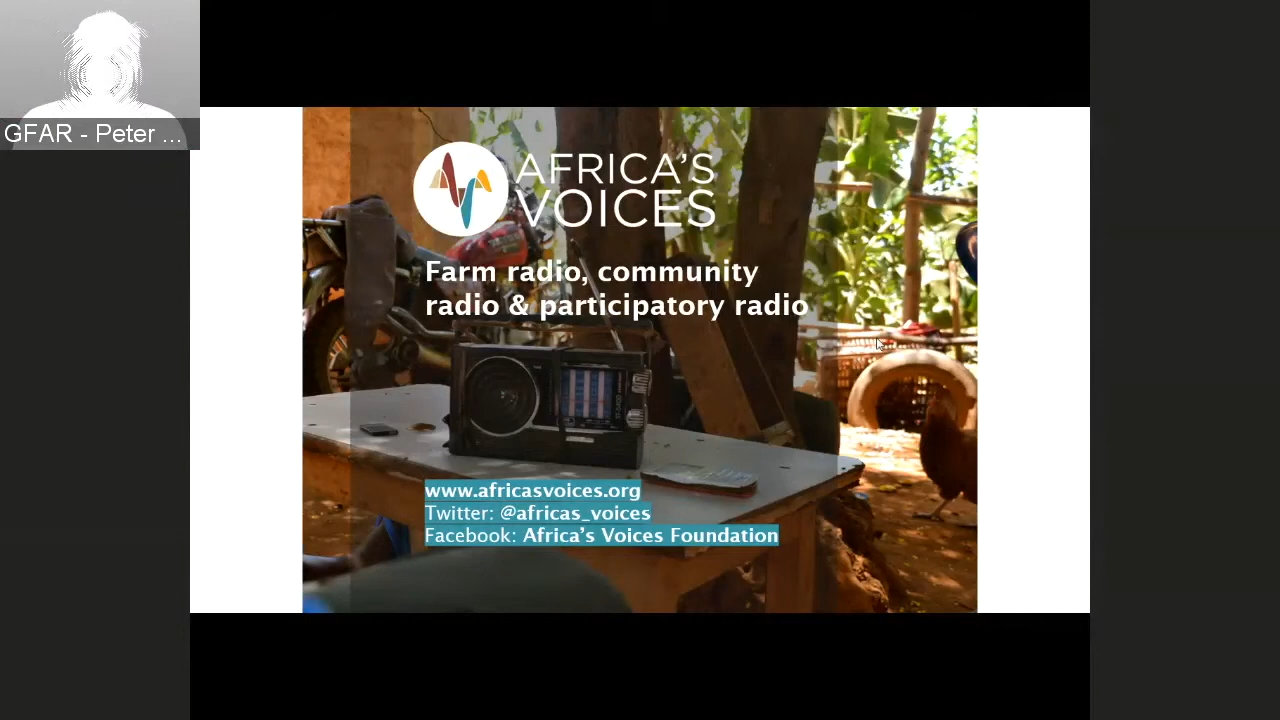 GFAR - Peter ...
AFRICA'S
VOICES
Farm radio, community
radio & participatory radio
www.africasvoices.org
Twitter: @africas_voices
Facebook: Africa's Voices Foundation